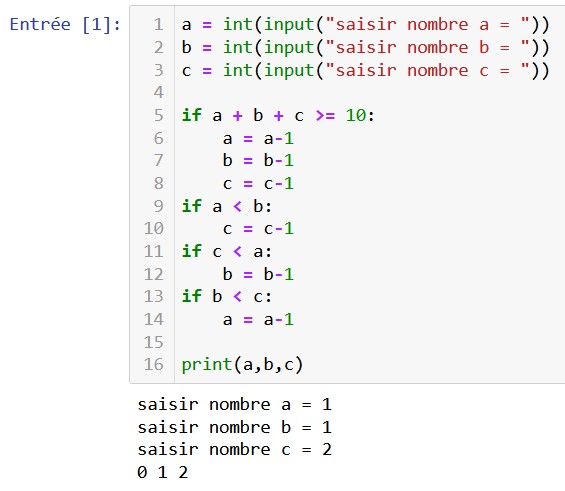 Entrée [1]:
1 a = int(input("saisir nombre a = "))
2 b = int(input("saisir nombre b = "))
3 c = int(input("saisir nombre c = "))
4
5 if a + b + c >= 10:
6     a = a-1
7     b = b-1
8     c = c-1
9 if a < b:
10     c = c-1
11 if c < a:
12     b = b-1
13 if b < c:
14     a = a-1
15
16 print(a,b,c)
saisir nombre a = 1
saisir nombre b = 1
saisir nombre c = 2
0 1 2